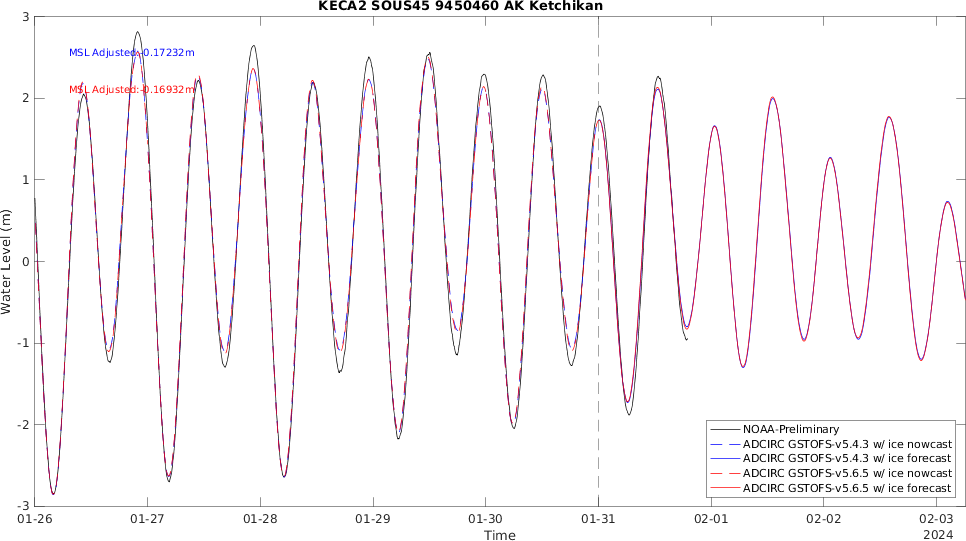 KECA2 SOUS45 9450460 AK Ketchikan
MSL Adjusted:-0.17232m
MSL Adjusted:-0.16932m
Water Level (m)
3
2
1
0
-1
-2
-3
01-26
01-27
01-28
01-29
01-30
01-31
02-01
02-02
02-03
2024
Time
NOAA-Preliminary
ADCIRC GSTOFS-v5.4.3 w/ ice nowcast
ADCIRC GSTOFS-v5.4.3 w/ ice forecast
ADCIRC GSTOFS-v5.6.5 w/ ice nowcast
ADCIRC GSTOFS-v5.6.5 w/ ice forecast